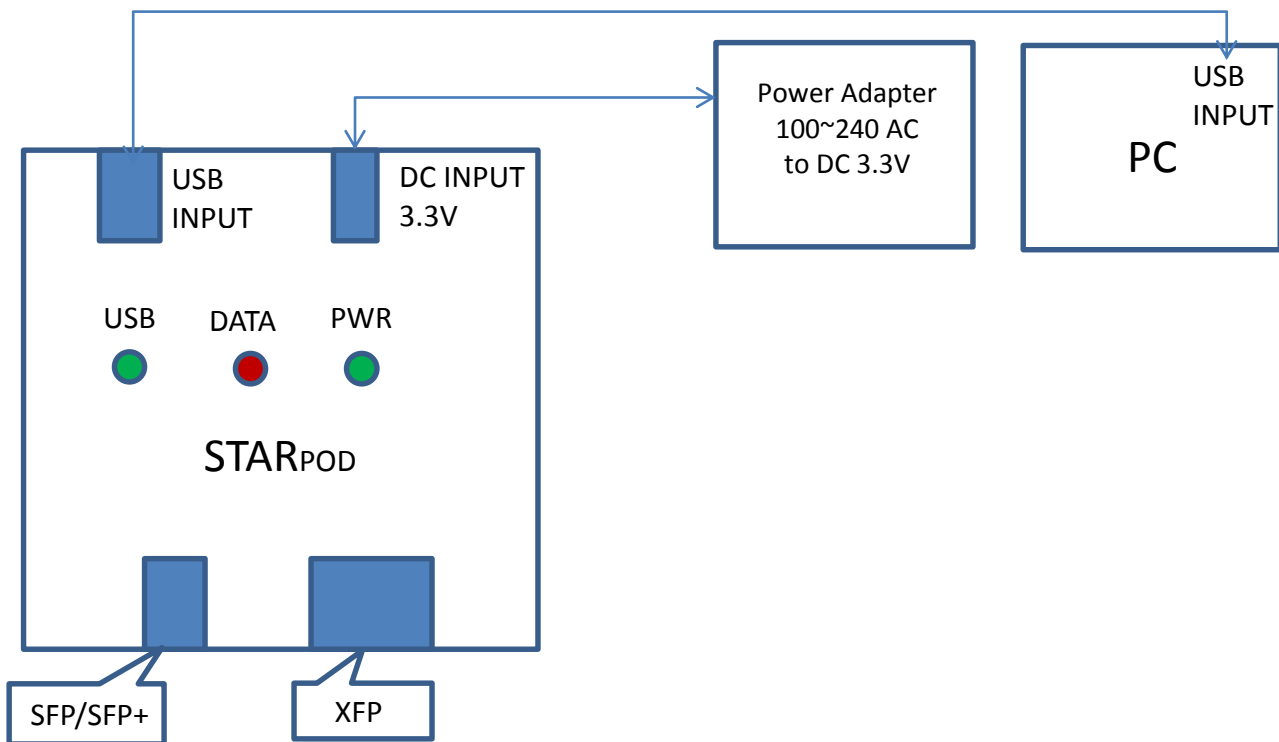 Power Adapter
100~240 AC
to DC 3.3V
USB
INPUT
PC
USB
INPUT
DC INPUT
3.3V
USB
DATA
PWR
STARPOD
SFP/SFP+
XFP